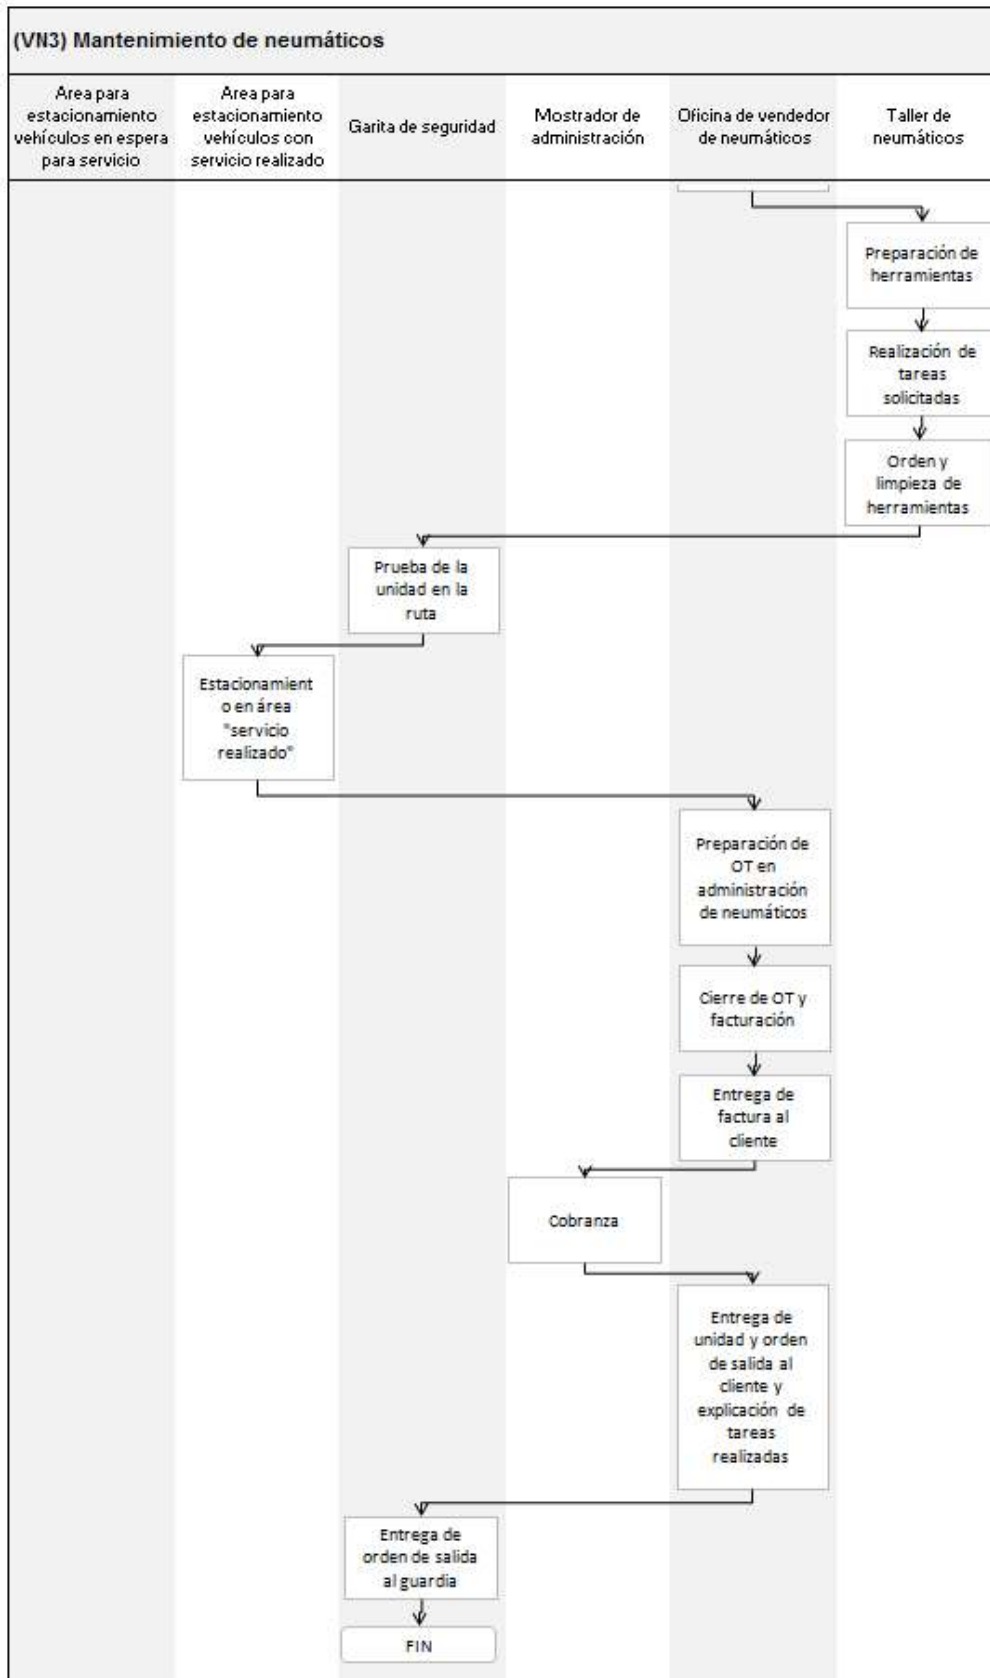 (VN3) Mantenimiento de neumáticos
Area para
estacionamiento
vehículos en espera
para servicio
Area para
estacionamiento
vehículos con
servicio realizado
Garita de seguridad
Mostrador de
administración
Oficina de vendedor
de neumáticos
Taller de
neumáticos
Preparación de
herramientas
Realización de
tareas
solicitadas
Orden y
limpieza de
herramientas
Prueba de la
unidad en la
ruta
Estacionamient
o en área
"servicio
realizado"
Preparación de
OT en
administración
de neumáticos
Cierre de OT y
facturación
Entrega de
factura al
cliente
Cobranza
Entrega de
unidad y orden
de salida al
cliente y
explicación de
tareas
realizadas
Entrega de
orden de salida
al guardia
FIN